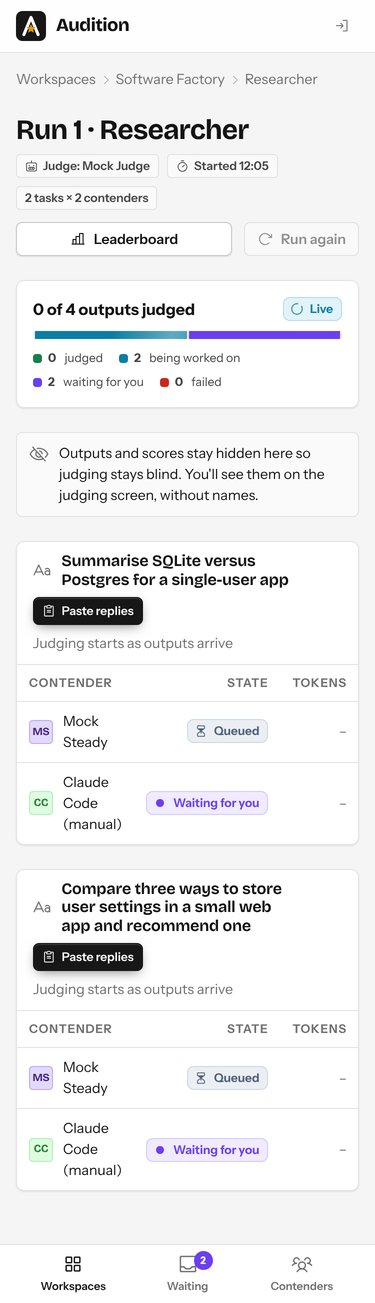 Audition
Workspaces > Software Factory > Researcher
Run 1 · Researcher
Judge: Mock Judge
Started 12:05
2 tasks × 2 contenders
Leaderboard
Run again
0 of 4 outputs judged
Live
0 judged 2 being worked on
2 waiting for you 0 failed
Outputs and scores stay hidden here so
judging stays blind. You'll see them on the
judging screen, without names.
Aa
Summarise SQLite versus
Postgres for a single-user app
Paste replies
Judging starts as outputs arrive
CONTENDER STATE TOKENS
MS
Mock
Steady
Queued
–
CC
Claude
Code
(manual)
Waiting for you
–
Aa
Compare three ways to store
user settings in a small web
app and recommend one
Paste replies
Judging starts as outputs arrive
CONTENDER STATE TOKENS
MS
Mock
Steady
Queued
–
CC
Claude
Code
(manual)
Waiting for you
–
2
Workspaces Waiting Contenders